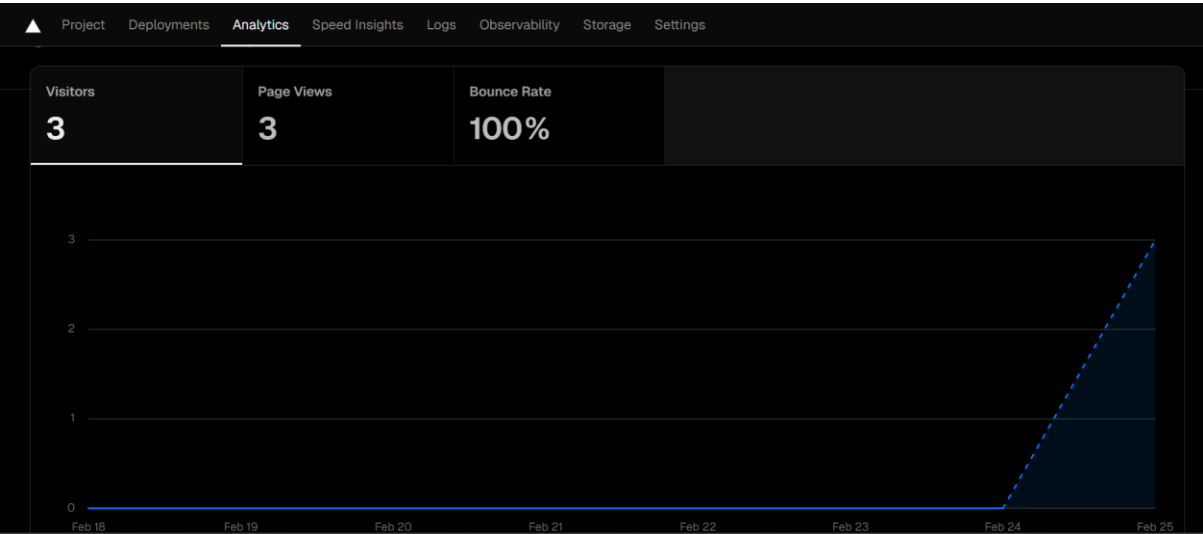 Project Deployments Analytics Speed Insights Logs Observability Storage Settings
Visitors Page Views Bounce Rate
3 3 100%
3
2
1
0
Feb 18 Feb 19 Feb 20 Feb 21 Feb 22 Feb 23 Feb 24 Feb 25